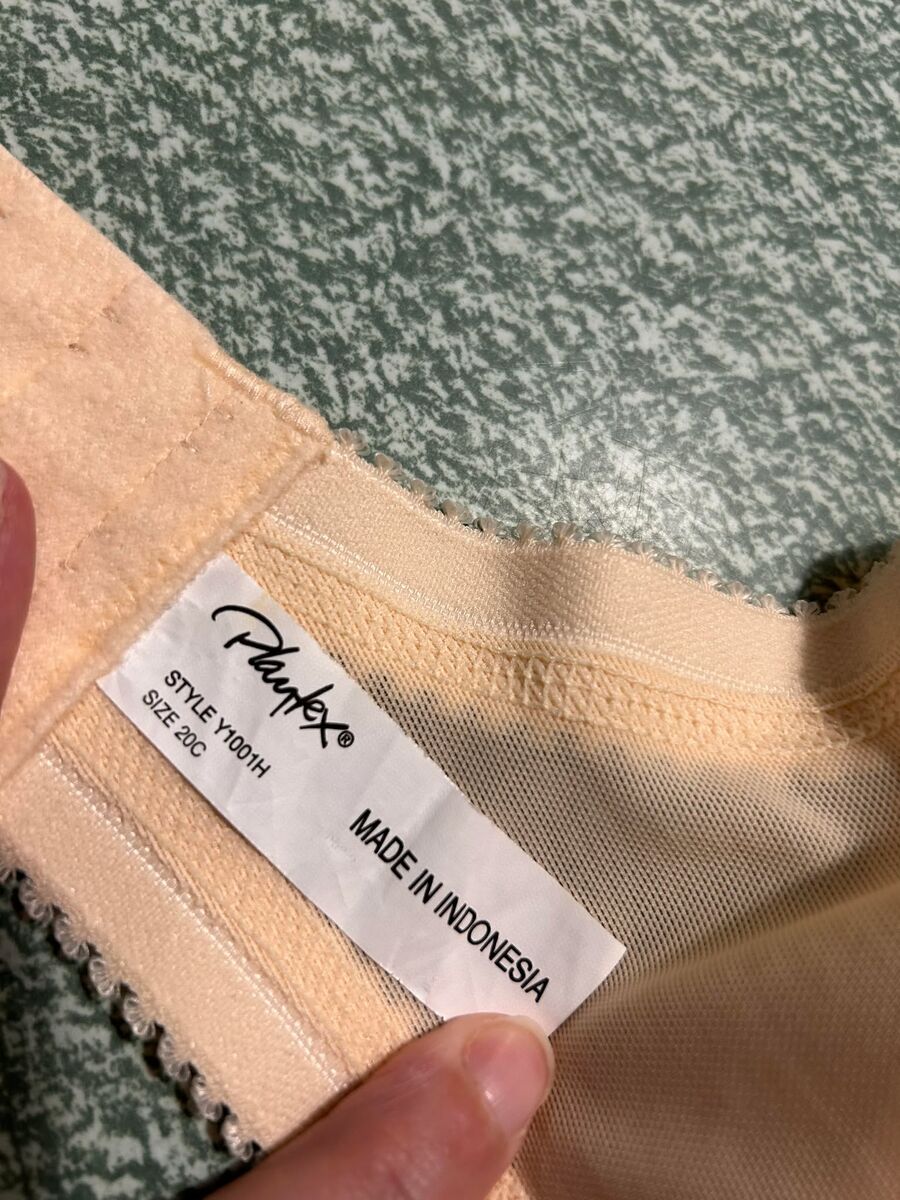 Playtex®
STYLE Y1001H
SIZE 20C
MADE IN INDONESIA